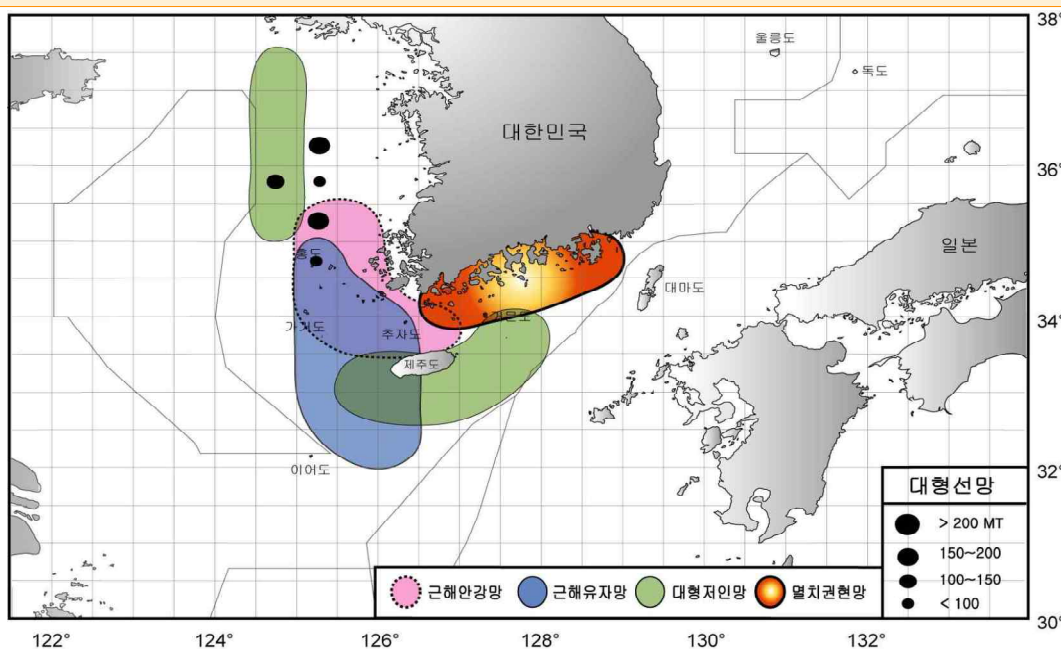 38°
울릉도
독도
대한민국
36°
일본
홍도
대마도
가거도
추자도
거문도
34°
제주도
이어도
32°
대형선망
> 200 MT
150~200
100~150
< 100
근해안강망
근해유자망
대형저인망
멸치권현망
30°
122°
124°
126°
128°
130°
132°